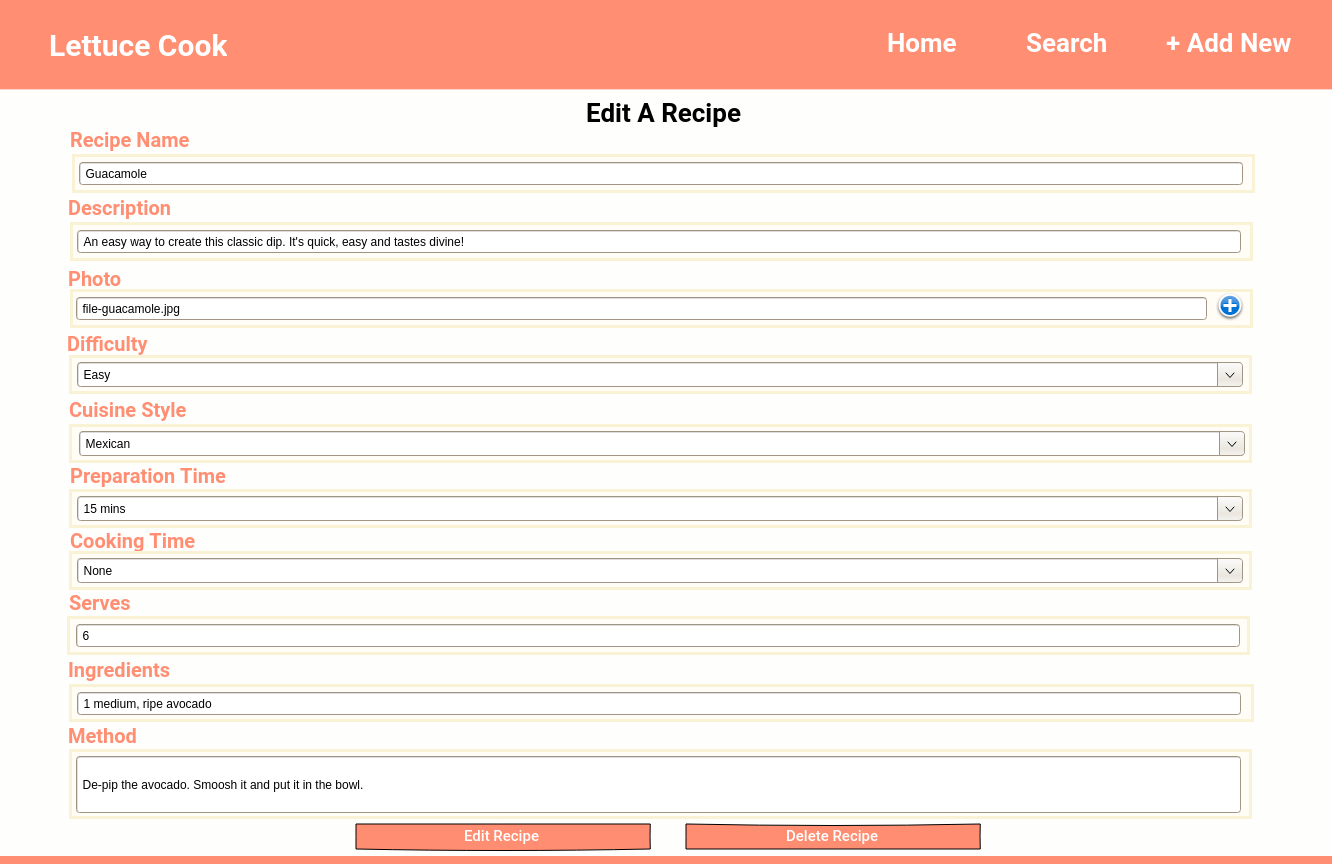 Lettuce Cook
Home Search + Add New
Edit A Recipe
Recipe Name
Guacamole
Description
An easy way to create this classic dip. It's quick, easy and tastes divine!
Photo
file-guacamole.jpg
Difficulty
Easy
Cuisine Style
Mexican
Preparation Time
15 mins
Cooking Time
None
Serves
6
Ingredients
1 medium, ripe avocado
Method
De-pip the avocado. Smoosh it and put it in the bowl.
Edit Recipe Delete Recipe